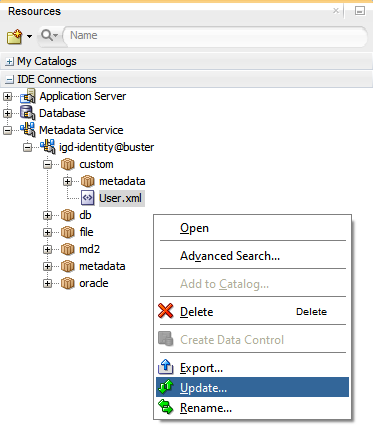 Resources
Name
My Catalogs
IDE Connections
Application Server
Database
Metadata Service
igd-identity@buster
custom
metadata
User.xml
db
file
md2
metadata
oracle
Open
Advanced Search...
Add to Catalog...
Delete Delete
Create Data Control
Export...
Update...
Rename...